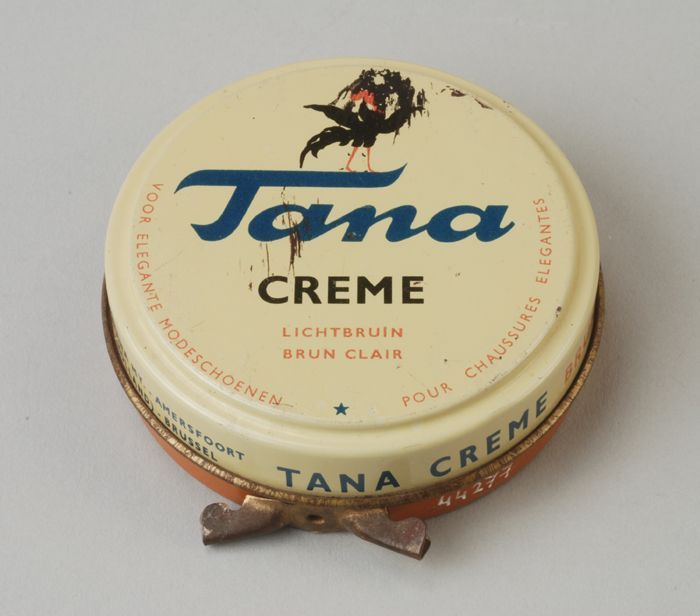 Tana
CREME
LICHTBRUIN
BRUN CLAIR
VOOR ELEGANTE MODESCHOENEN
POUR CHAUSSURES ELEGANTES
AMERSFOORT
BRUSSEL
TANA CREME
44277